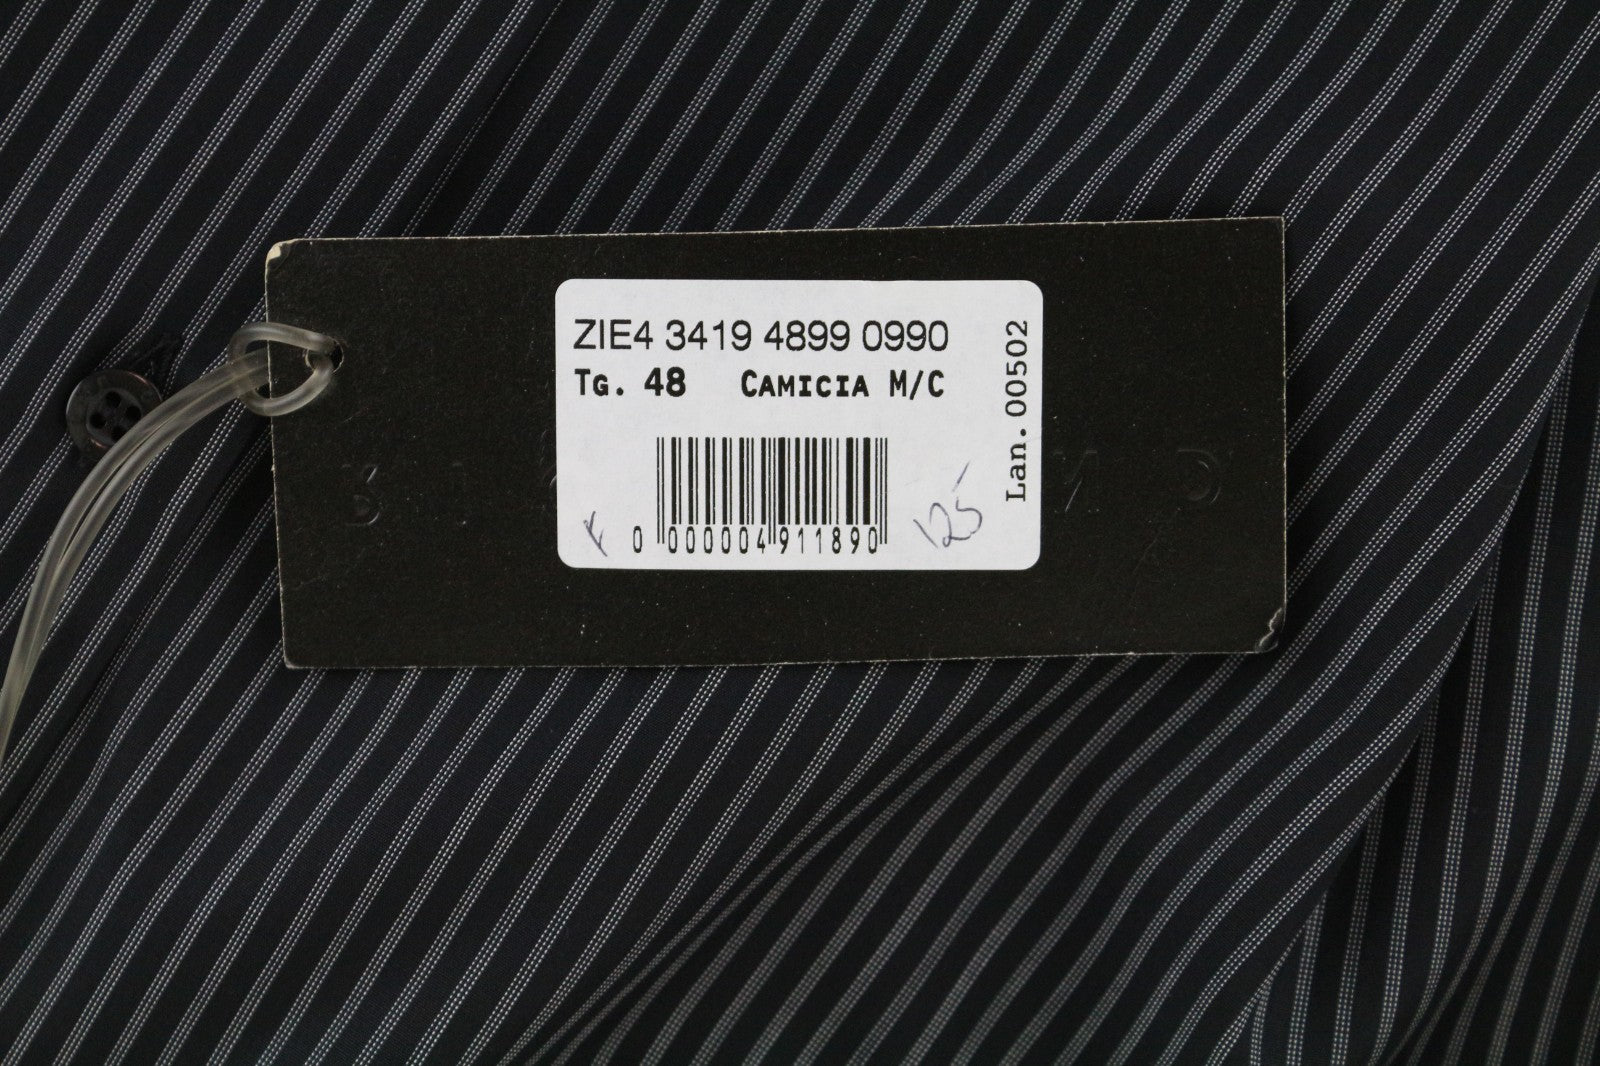 ZIE4 3419 4899 0990
TG. 48 CAMICIA M/C
Lan. 00502
0 000004 911890
125